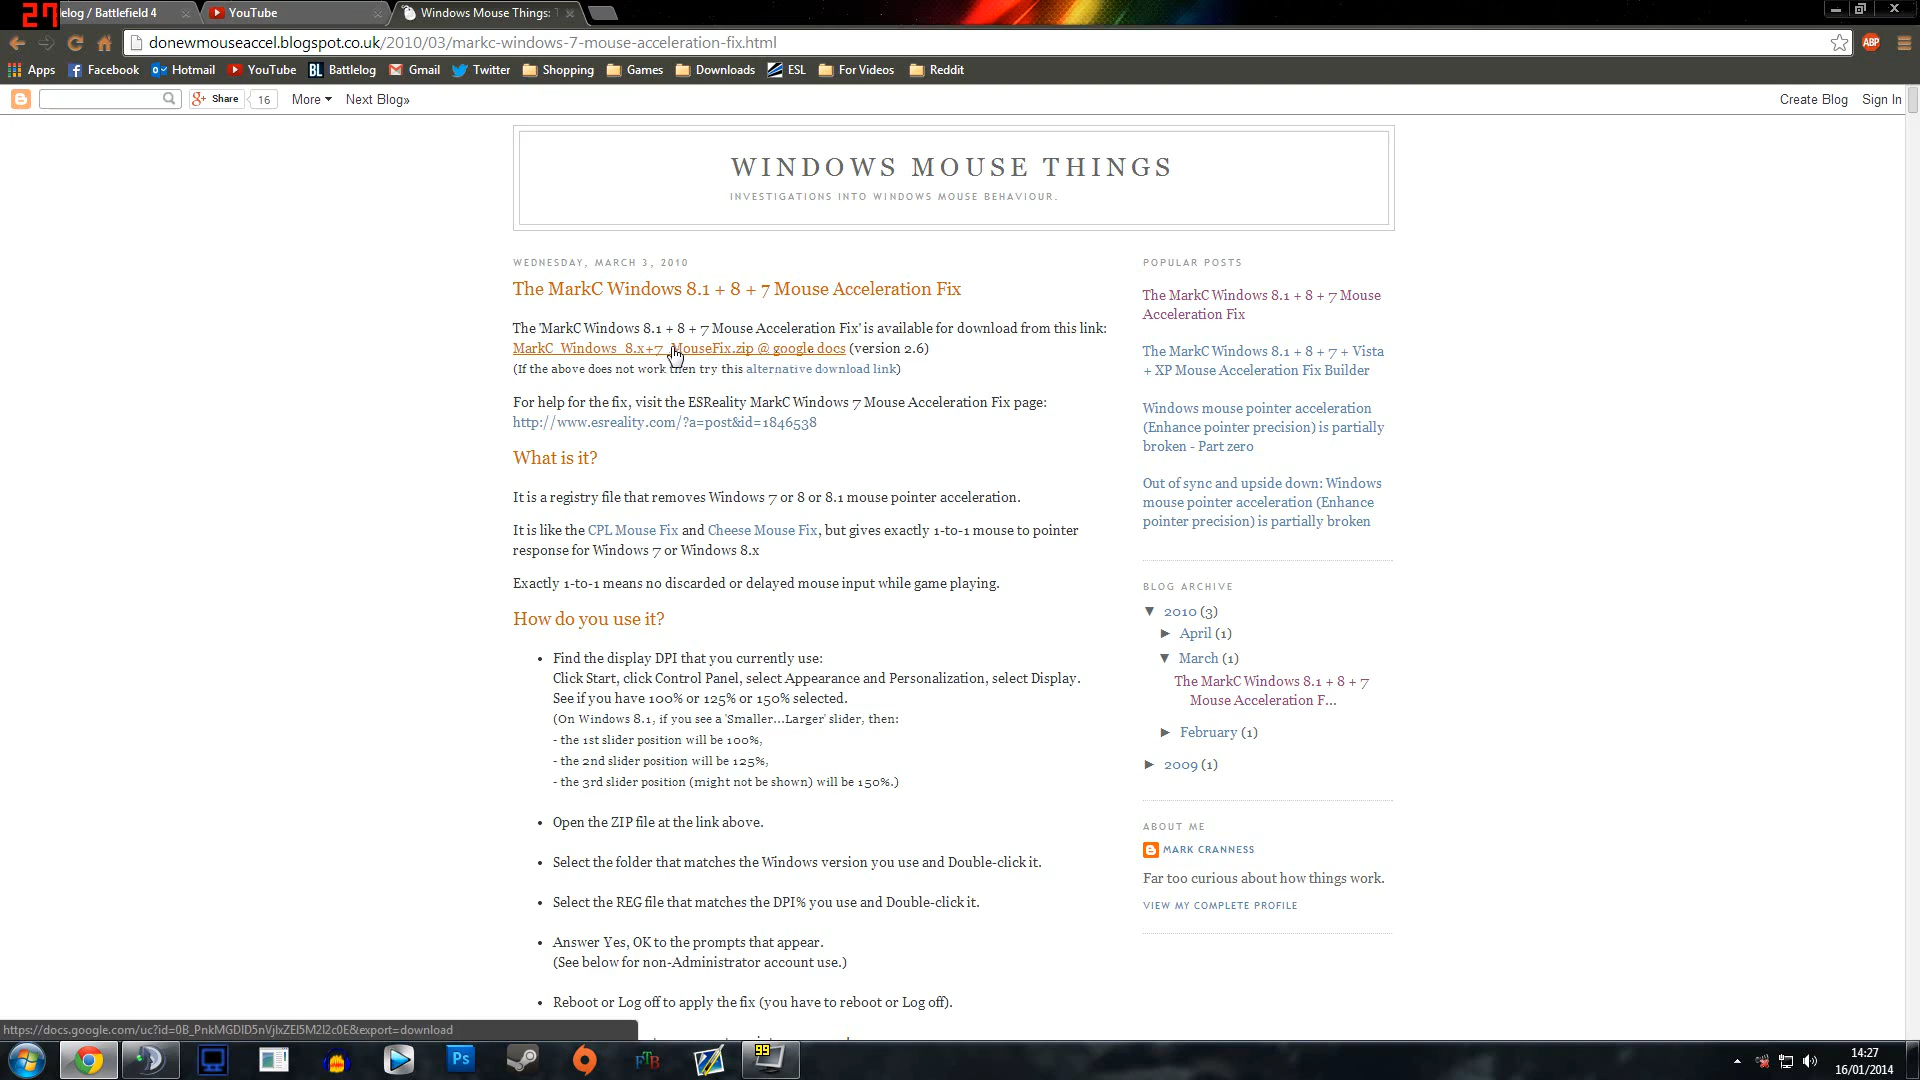 27
elog / Battlefield 4
YouTube
Windows Mouse Things:
donewmouseaccel.blogspot.co.uk/2010/03/markc-windows-7-mouse-acceleration-fix.html
ABP
Apps
Facebook
Hotmail
YouTube
BL Battlelog
Gmail
Twitter
Shopping
Games
Downloads
ESL
For Videos
Reddit
g+ Share
16
More
Next Blog»
Create Blog
Sign In
WINDOWS MOUSE THINGS
INVESTIGATIONS INTO WINDOWS MOUSE BEHAVIOUR.
WEDNESDAY, MARCH 3, 2010
The MarkC Windows 8.1 + 8 + 7 Mouse Acceleration Fix
The 'MarkC Windows 8.1 + 8 + 7 Mouse Acceleration Fix' is available for download from this link:
MarkC_Windows_8.x+7_MouseFix.zip @ google docs (version 2.6)
(If the above does not work then try this alternative download link)
For help for the fix, visit the ESReality MarkC Windows 7 Mouse Acceleration Fix page:
http://www.esreality.com/?a=post&id=1846538
What is it?
It is a registry file that removes Windows 7 or 8 or 8.1 mouse pointer acceleration.
It is like the CPL Mouse Fix and Cheese Mouse Fix, but gives exactly 1-to-1 mouse to pointer
response for Windows 7 or Windows 8.x
Exactly 1-to-1 means no discarded or delayed mouse input while game playing.
How do you use it?
• Find the display DPI that you currently use:
Click Start, click Control Panel, select Appearance and Personalization, select Display.
See if you have 100% or 125% or 150% selected.
(On Windows 8.1, if you see a 'Smaller...Larger' slider, then:
- the 1st slider position will be 100%,
- the 2nd slider position will be 125%,
- the 3rd slider position (might not be shown) will be 150%.)
• Open the ZIP file at the link above.
• Select the folder that matches the Windows version you use and Double-click it.
• Select the REG file that matches the DPI% you use and Double-click it.
• Answer Yes, OK to the prompts that appear.
(See below for non-Administrator account use.)
• Reboot or Log off to apply the fix (you have to reboot or Log off).
POPULAR POSTS
The MarkC Windows 8.1 + 8 + 7 Mouse
Acceleration Fix
The MarkC Windows 8.1 + 8 + 7 + Vista
+ XP Mouse Acceleration Fix Builder
Windows mouse pointer acceleration
(Enhance pointer precision) is partially
broken - Part zero
Out of sync and upside down: Windows
mouse pointer acceleration (Enhance
pointer precision) is partially broken
BLOG ARCHIVE
▼ 2010 (3)
► April (1)
▼ March (1)
The MarkC Windows 8.1 + 8 + 7
Mouse Acceleration F...
► February (1)
► 2009 (1)
ABOUT ME
MARK CRANNESS
Far too curious about how things work.
VIEW MY COMPLETE PROFILE
Ps
FTB
99
14:27
16/01/2014